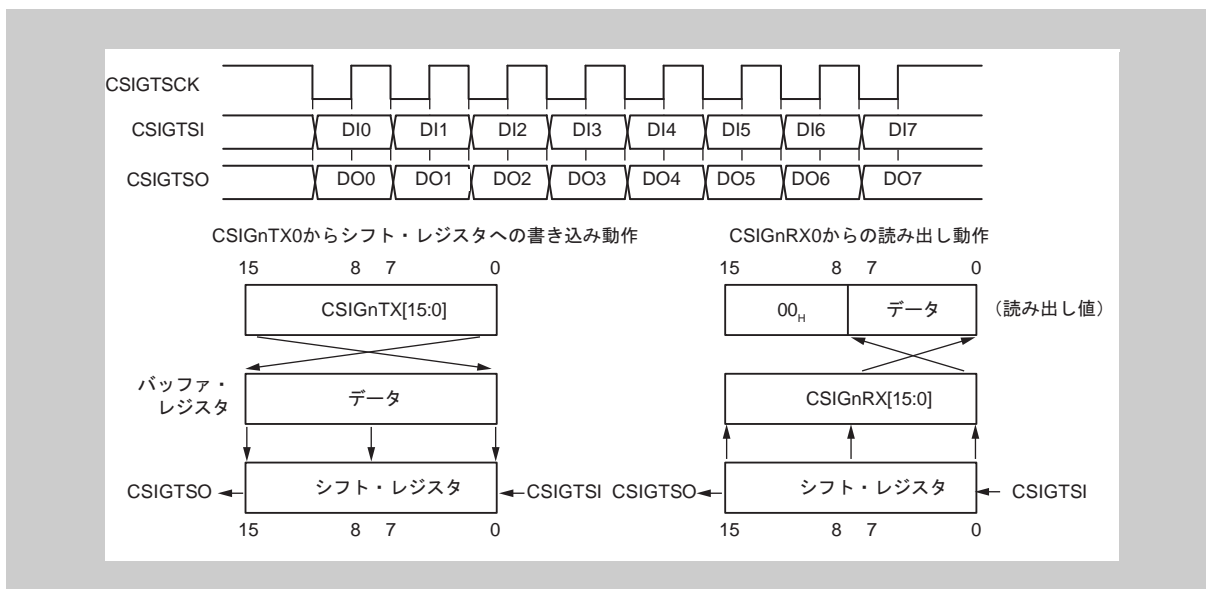 CSIGTSCK
CSIGTSI DI0 DI1 DI2 DI3 DI4 DI5 DI6 DI7
CSIGTSO DO0 DO1 DO2 DO3 DO4 DO5 DO6 DO7
CSIGnTX0からシフト・レジスタへの書き込み動作
15 8 7 0
CSIGnTX[15:0]
バッファ・
レジスタ
データ
CSIGTSO シフト・レジスタ CSIGTSI
15 8 7 0
CSIGnRX0からの読み出し動作
15 8 7 0
00H データ (読み出し値)
CSIGnRX[15:0]
CSIGTSO シフト・レジスタ CSIGTSI
15 8 7 0